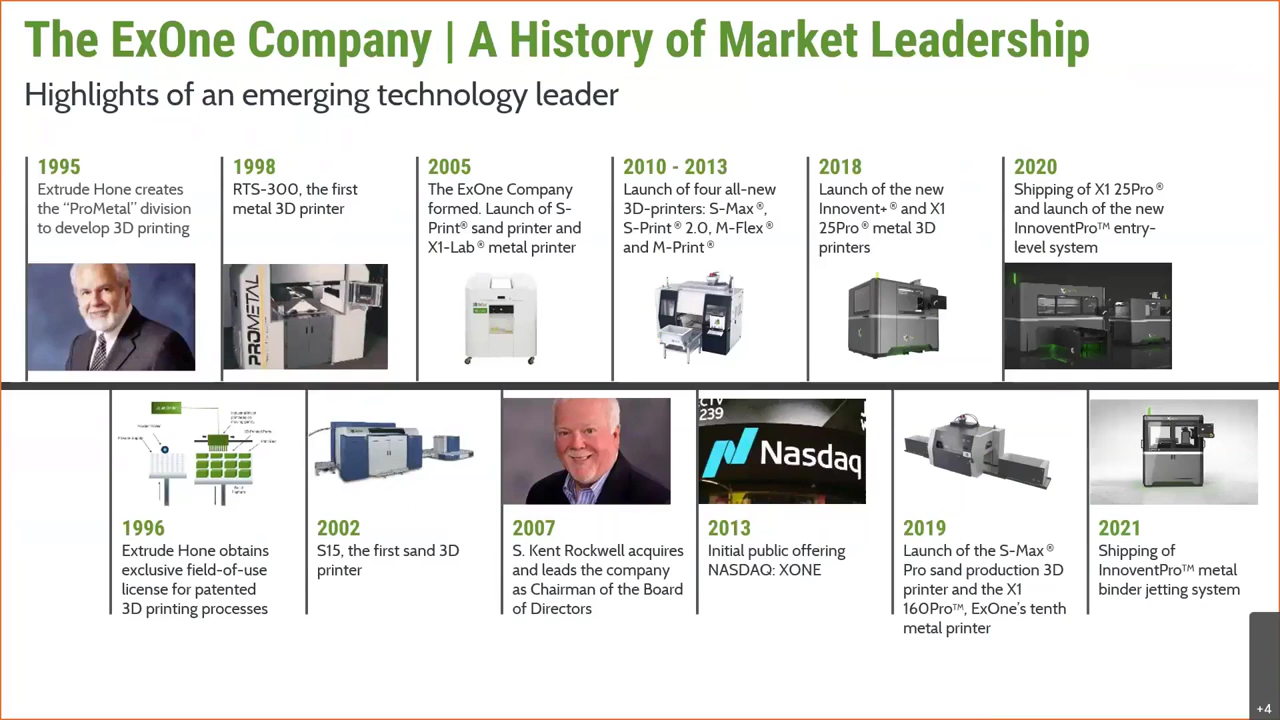 The ExOne Company | A History of Market Leadership
Highlights of an emerging technology leader
1995
Extrude Hone creates
the “ProMetal” division
to develop 3D printing
1998
RTS-300, the first
metal 3D printer
2005
The ExOne Company
formed. Launch of S-
Print® sand printer and
X1-Lab® metal printer
2010 - 2013
Launch of four all-new
3D-printers: S-Max®,
S-Print® 2.0, M-Flex®
and M-Print®
2018
Launch of the new
Innovent+® and X1
25Pro® metal 3D
printers
2020
Shipping of X1 25Pro®
and launch of the new
InnoventPro™ entry-
level system
PROMETAL
CTV
239
Nasdaq
1996
Extrude Hone obtains
exclusive field-of-use
license for patented
3D printing processes
2002
S15, the first sand 3D
printer
2007
S. Kent Rockwell acquires
and leads the company
as Chairman of the Board
of Directors
2013
Initial public offering
NASDAQ: XONE
2019
Launch of the S-Max®
Pro sand production 3D
printer and the X1
160Pro™, ExOne’s tenth
metal printer
2021
Shipping of
InnoventPro™ metal
binder jetting system
+4